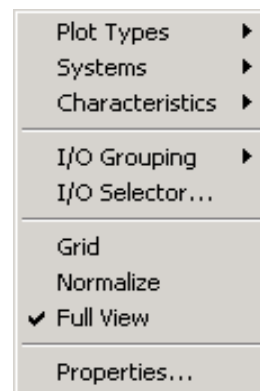 Plot Types
Systems
Characteristics
I/O Grouping
I/O Selector...
Grid
Normalize
Full View
Properties...